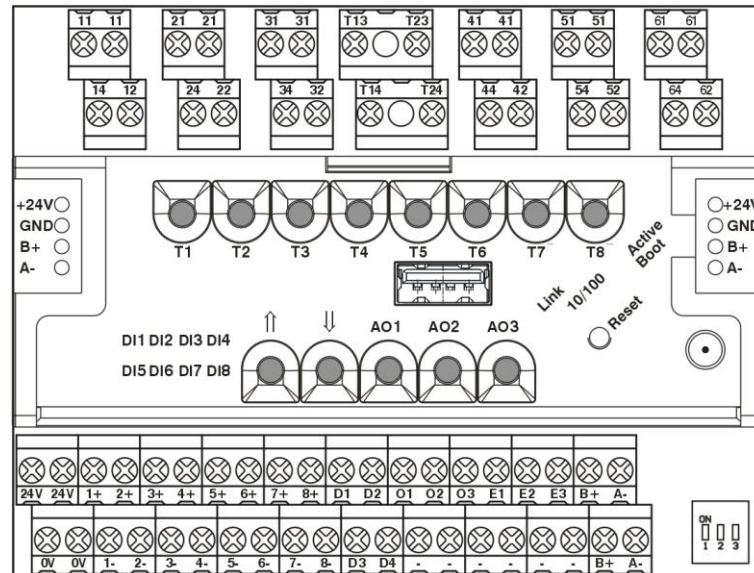 11 11 21 21 31 31 T13 T23 41 41 51 51 61 61
14 12 24 22 34 32 T14 T24 44 42 54 52 64 62
+24V
GND
B+
A-
T1 T2 T3 T4 T5 T6 T7 T8
Active
Boot
Link
10/100
Reset
+24V
GND
B+
A-
⇧ ⇩ AO1 AO2 AO3
DI1 DI2 DI3 DI4
DI5 DI6 DI7 DI8
24V 24V 1+ 2+ 3+ 4+ 5+ 6+ 7+ 8+ D1 D2 O1 O2 O3 E1 E2 E3 B+ A-
0V 0V 1- 2- 3- 4- 5- 6- 7- 8- D3 D4 - - - - - - B+ A-
ON
1 2 3